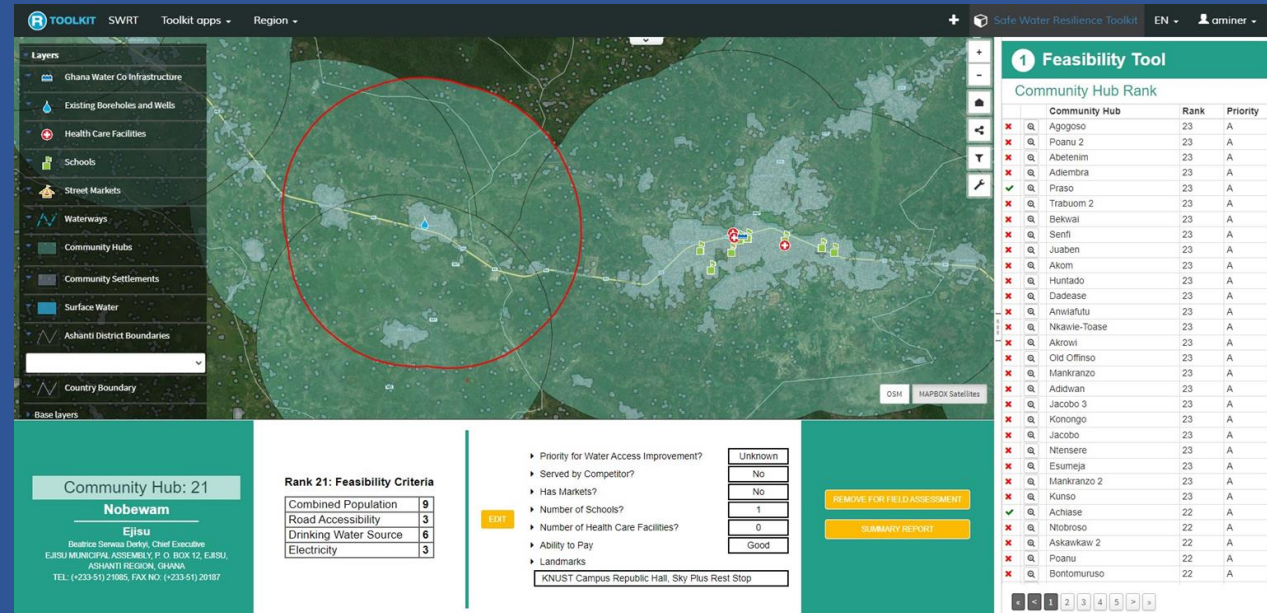 R TOOLKIT SWRT Toolkit apps Region + Safe Water Resilience Toolkit EN aminer
Layers
Ghana Water Co Infrastructure
Existing Boreholes and Wells
Health Care Facilities
Schools
Street Markets
Waterways
Community Hubs
Community Settlements
Surface Water
Ashanti District Boundaries
Country Boundary
Base layers
+
-
OSM MAPBOX Satellites
1 Feasibility Tool
Community Hub Rank
Community Hub Rank Priority
Agogoso 23 A
Poanu 2 23 A
Abetenim 23 A
Adiembra 23 A
Praso 23 A
Trabuom 2 23 A
Bekwai 23 A
Senfi 23 A
Juaben 23 A
Akom 23 A
Huntado 23 A
Dadease 23 A
Anwiafutu 23 A
Nkawie-Toase 23 A
Akrowi 23 A
Old Offinso 23 A
Mankranzo 23 A
Adidwan 23 A
Jacobo 3 23 A
Konongo 23 A
Jacobo 23 A
Ntensere 23 A
Esumeja 23 A
Mankranzo 2 23 A
Kunso 23 A
Achiase 22 A
Ntobroso 22 A
Askawkaw 2 22 A
Poanu 22 A
Bontomuruso 22 A
« < 1 2 3 4 5 > »
Community Hub: 21
Nobewam
Ejisu
Beatrice Serwaa Derkyi, Chief Executive
EJISU MUNICIPAL ASSEMBLY, P. O. BOX 12, EJISU,
ASHANTI REGION, GHANA
TEL: (+233-51) 21085, FAX NO: (+233-51) 20187
Rank 21: Feasibility Criteria
Combined Population 9
Road Accessibility 3
Drinking Water Source 6
Electricity 3
EDIT
Priority for Water Access Improvement? Unknown
Served by Competitor? No
Has Markets? No
Number of Schools? 1
Number of Health Care Facilities? 0
Ability to Pay Good
Landmarks
KNUST Campus Republic Hall, Sky Plus Rest Stop
REMOVE FOR FIELD ASSESSMENT
SUMMARY REPORT